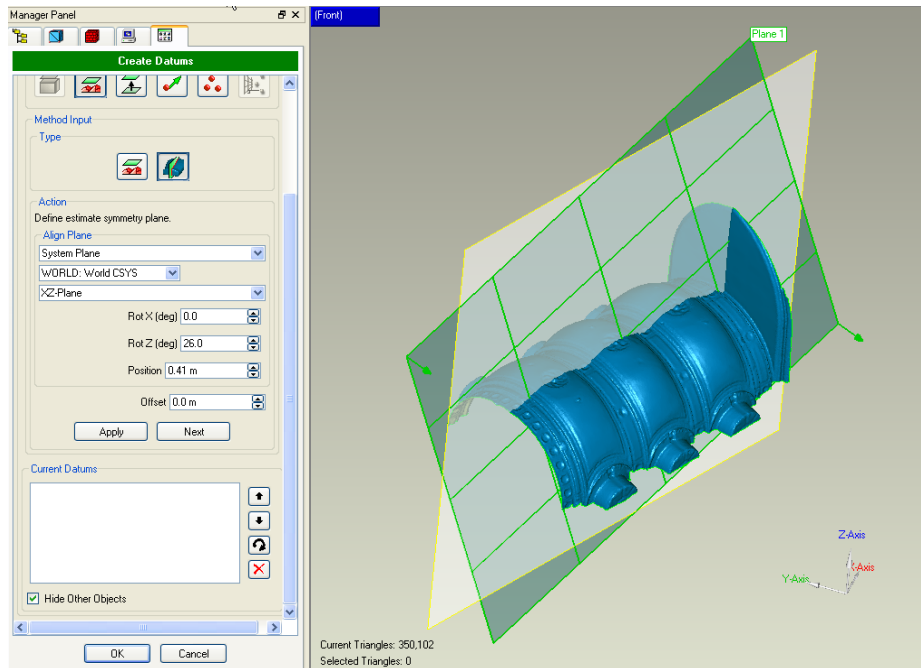 Manager Panel
(Front)
Create Datums
Method Input
Type
Action
Define estimate symmetry plane.
Align Plane
System Plane
WORLD: World CSYS
XZ-Plane
Rot X (deg) 0.0
Rot Z (deg) 26.0
Position 0.41 m
Offset 0.0 m
Apply Next
Current Datums
Hide Other Objects
OK Cancel
Plane 1
Z-Axis
X-Axis
Y-Axis
Current Triangles: 350,102
Selected Triangles: 0